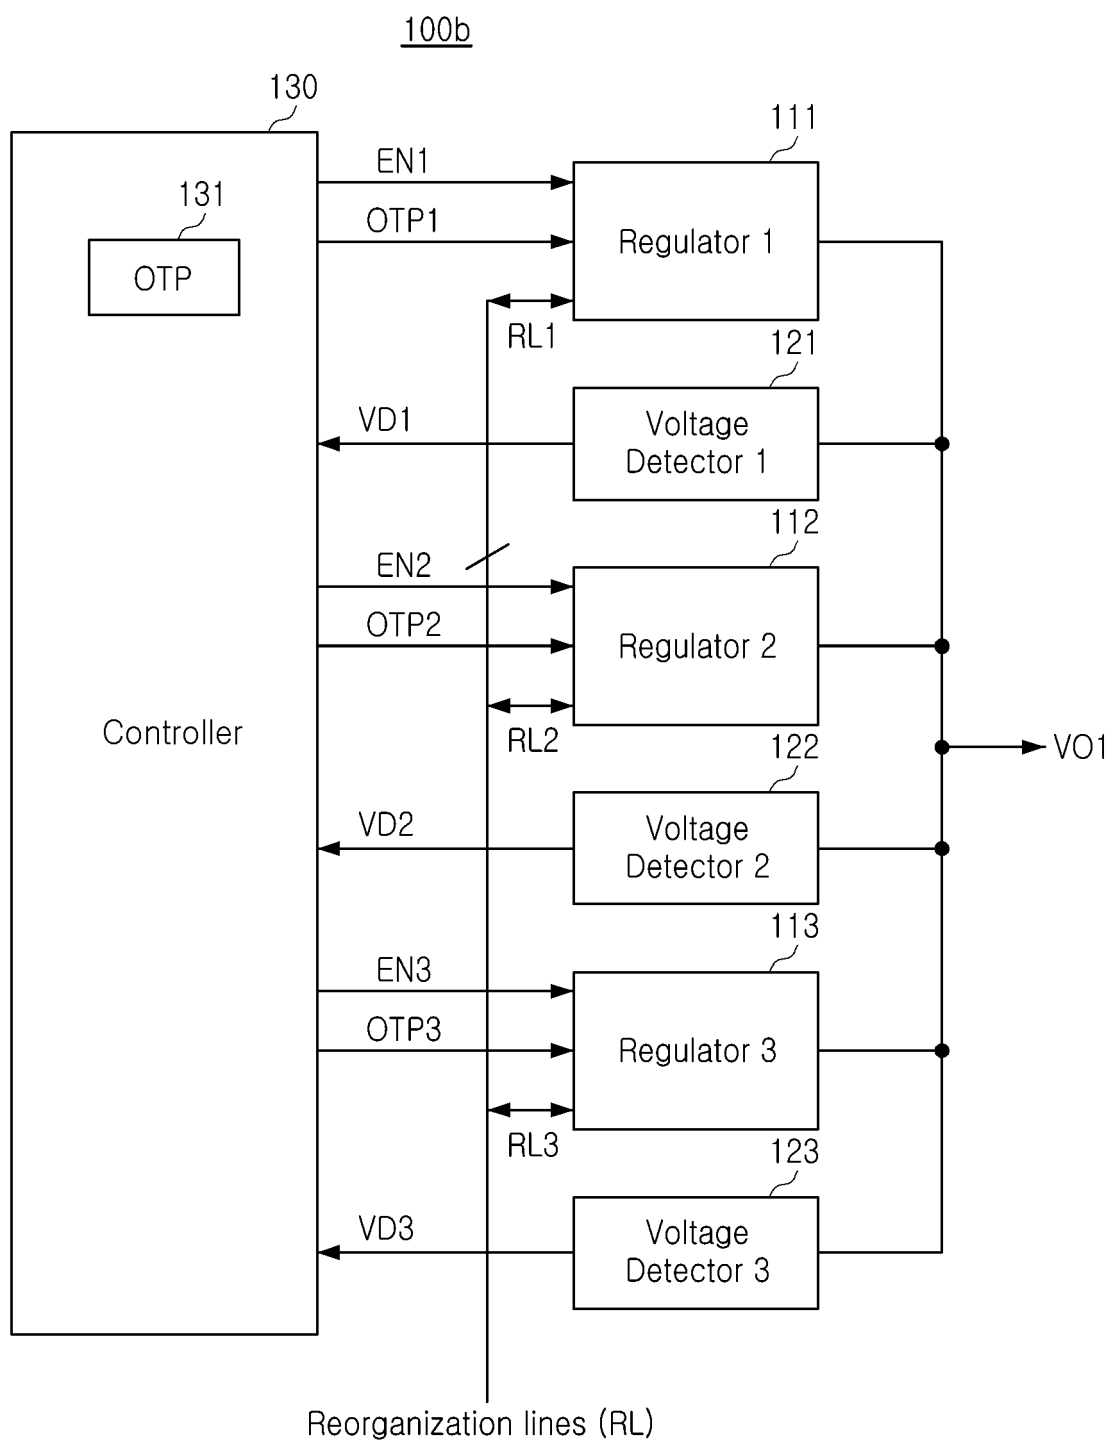 100b
130
111
EN1
131
OTP1
Regulator 1
OTP
RL1
121
VD1
Voltage
Detector 1
112
EN2
OTP2
Regulator 2
Controller
RL2
VO1
122
VD2
Voltage
Detector 2
113
EN3
OTP3
Regulator 3
RL3
123
VD3
Voltage
Detector 3
Reorganization lines (RL)